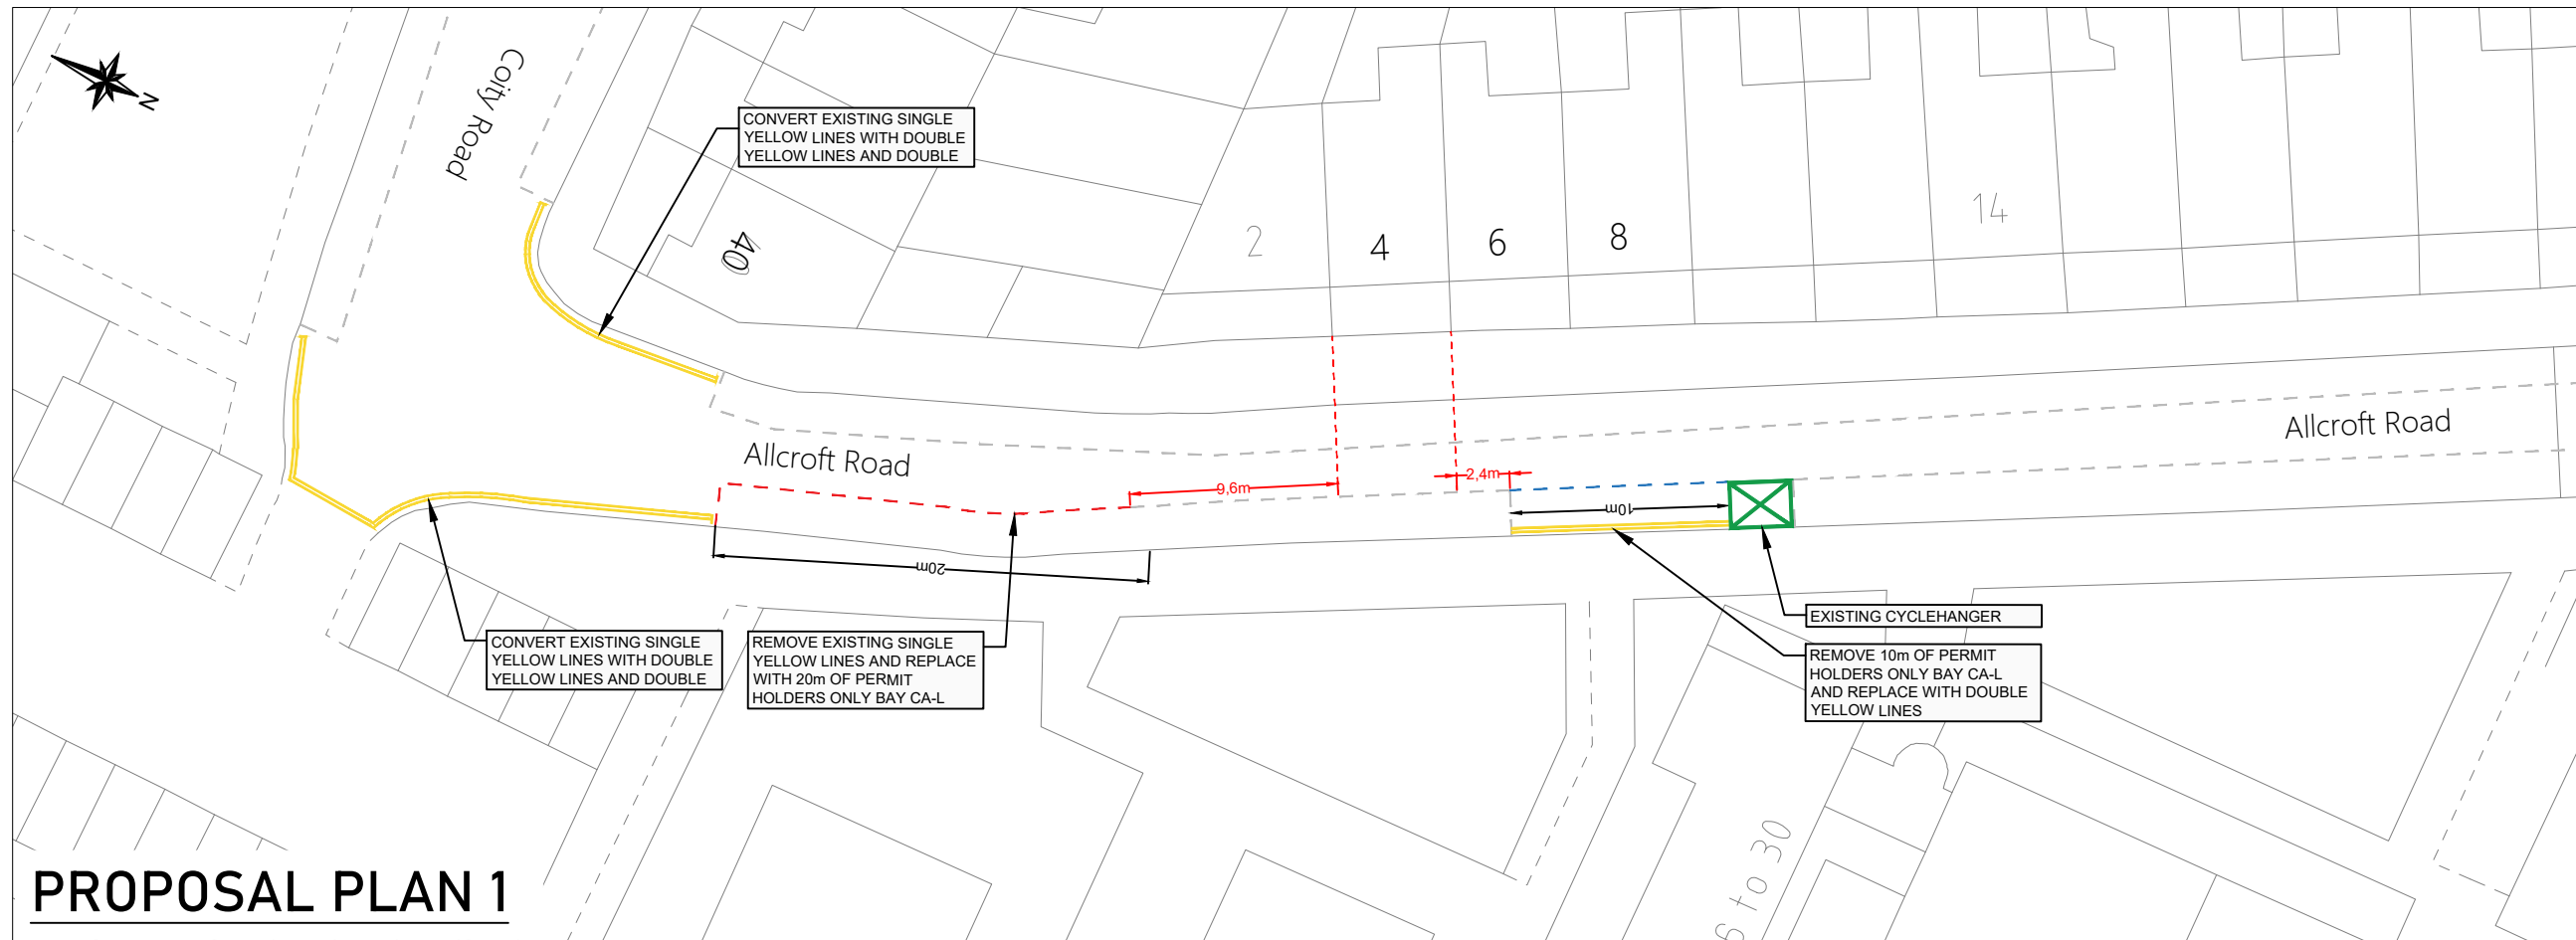 N
Coity Road
CONVERT EXISTING SINGLE
YELLOW LINES WITH DOUBLE
YELLOW LINES AND DOUBLE
40
2
4
6
8
14
Allcroft Road
Allcroft Road
9,6m
2,4m
10m
20m
CONVERT EXISTING SINGLE
YELLOW LINES WITH DOUBLE
YELLOW LINES AND DOUBLE
REMOVE EXISTING SINGLE
YELLOW LINES AND REPLACE
WITH 20m OF PERMIT
HOLDERS ONLY BAY CA-L
EXISTING CYCLEHANGER
REMOVE 10m OF PERMIT
HOLDERS ONLY BAY CA-L
AND REPLACE WITH DOUBLE
YELLOW LINES
6 to 30
PROPOSAL PLAN 1